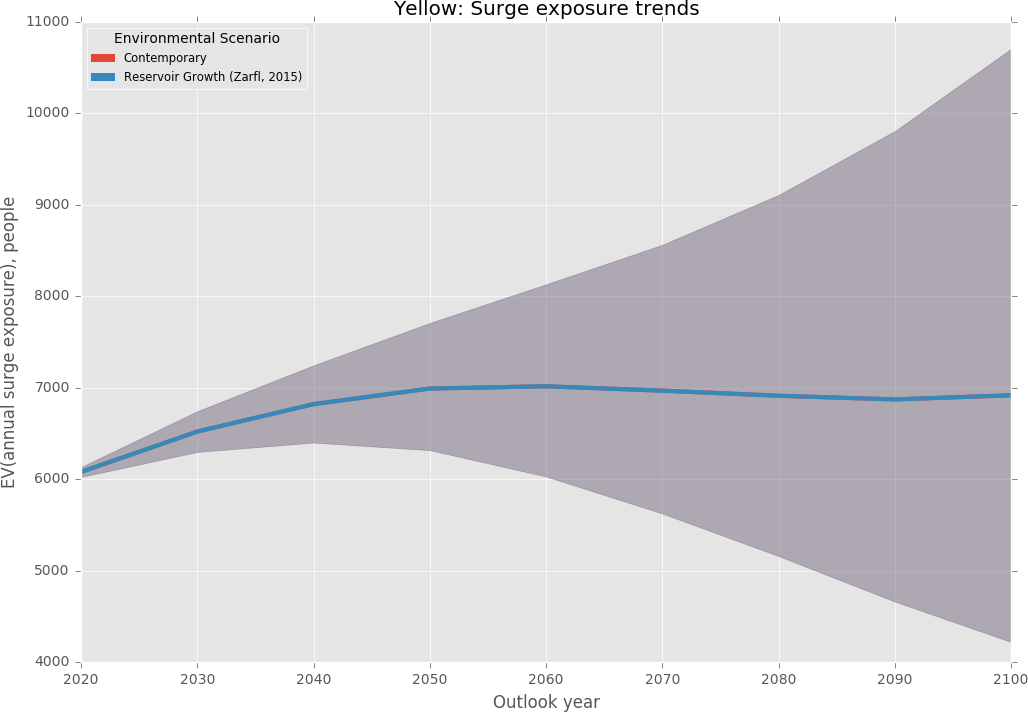 Yellow: Surge exposure trends
11000
10000
9000
8000
7000
6000
5000
4000
EV(annual surge exposure), people
Environmental Scenario
Contemporary
Reservoir Growth (Zarfl, 2015)
2020 2030 2040 2050 2060 2070 2080 2090 2100
Outlook year